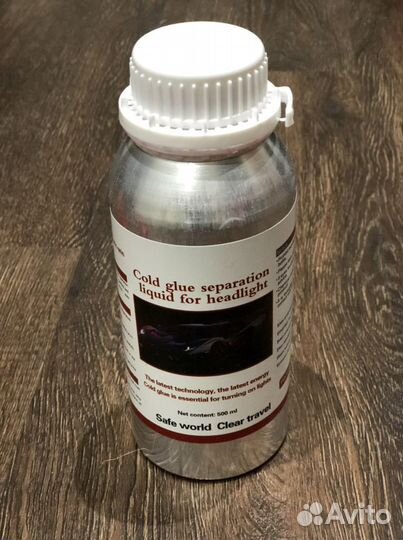 Cold glue separation
liquid for headlight
The latest technology, the latest energy
Cold glue is essential for turning on lights
Net content: 500 ml
Safe world Clear travel
Avito